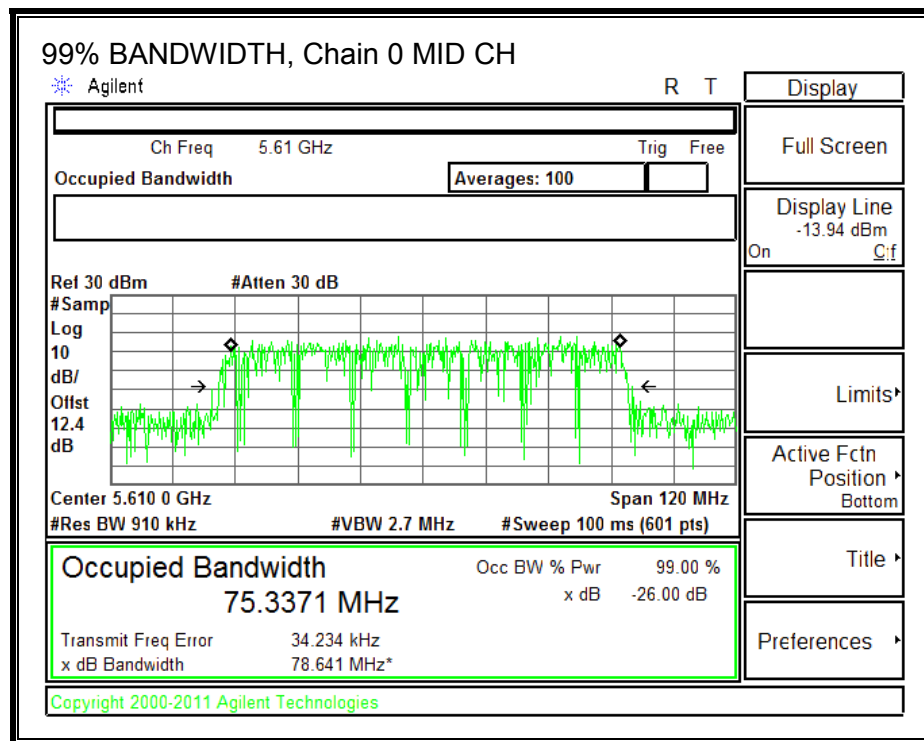 99% BANDWIDTH, Chain 0 MID CH
Agilent R T
Ch Freq 5.61 GHz Trig Free
Occupied Bandwidth Averages: 100
Ref 30 dBm #Atten 30 dB
#Samp
Log
10
dB/
Offst
12.4
dB
Center 5.610 0 GHz Span 120 MHz
#Res BW 910 kHz #VBW 2.7 MHz #Sweep 100 ms (601 pts)
Occupied Bandwidth
75.3371 MHz
Occ BW % Pwr 99.00 %
x dB -26.00 dB
Transmit Freq Error 34.234 kHz
x dB Bandwidth 78.641 MHz*
Copyright 2000-2011 Agilent Technologies
Display
Full Screen
Display Line
-13.94 dBm
On Off
Limits
Active Fctn
Position
Bottom
Title
Preferences